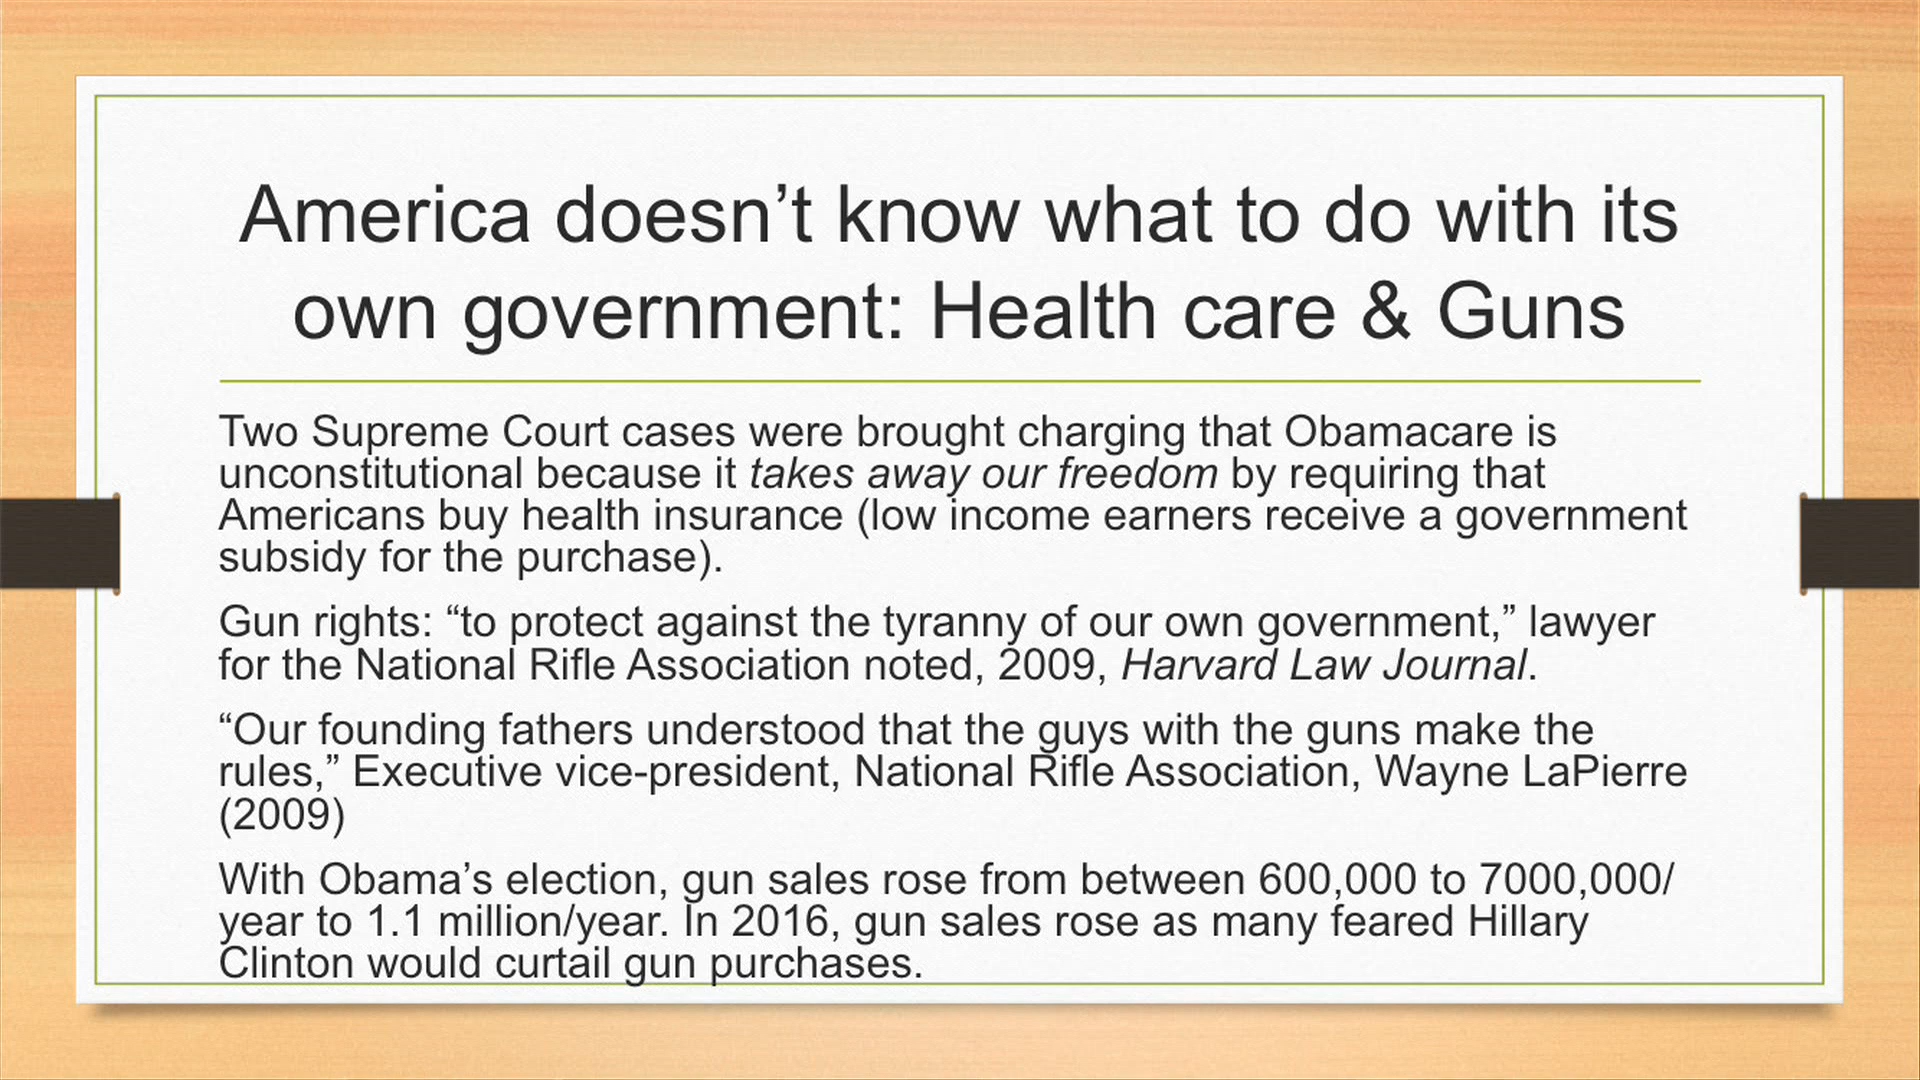 America doesn’t know what to do with its
own government: Health care & Guns
Two Supreme Court cases were brought charging that Obamacare is
unconstitutional because it takes away our freedom by requiring that
Americans buy health insurance (low income earners receive a government
subsidy for the purchase).
Gun rights: “to protect against the tyranny of our own government,” lawyer
for the National Rifle Association noted, 2009, Harvard Law Journal.
“Our founding fathers understood that the guys with the guns make the
rules,” Executive vice-president, National Rifle Association, Wayne LaPierre
(2009)
With Obama’s election, gun sales rose from between 600,000 to 7000,000/
year to 1.1 million/year. In 2016, gun sales rose as many feared Hillary
Clinton would curtail gun purchases.